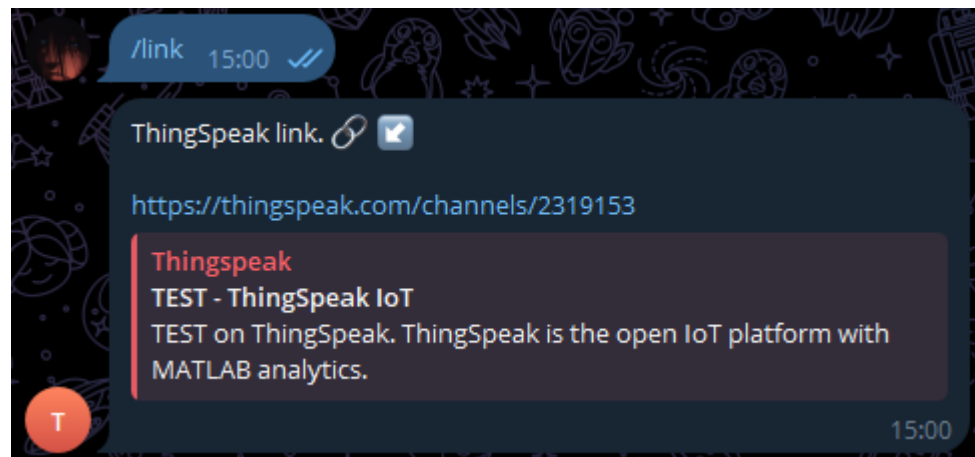 /link 15:00
ThingSpeak link. 🔗 ↙️
https://thingspeak.com/channels/2319153
Thingspeak
TEST - ThingSpeak IoT
TEST on ThingSpeak. ThingSpeak is the open IoT platform with
MATLAB analytics.
T
15:00